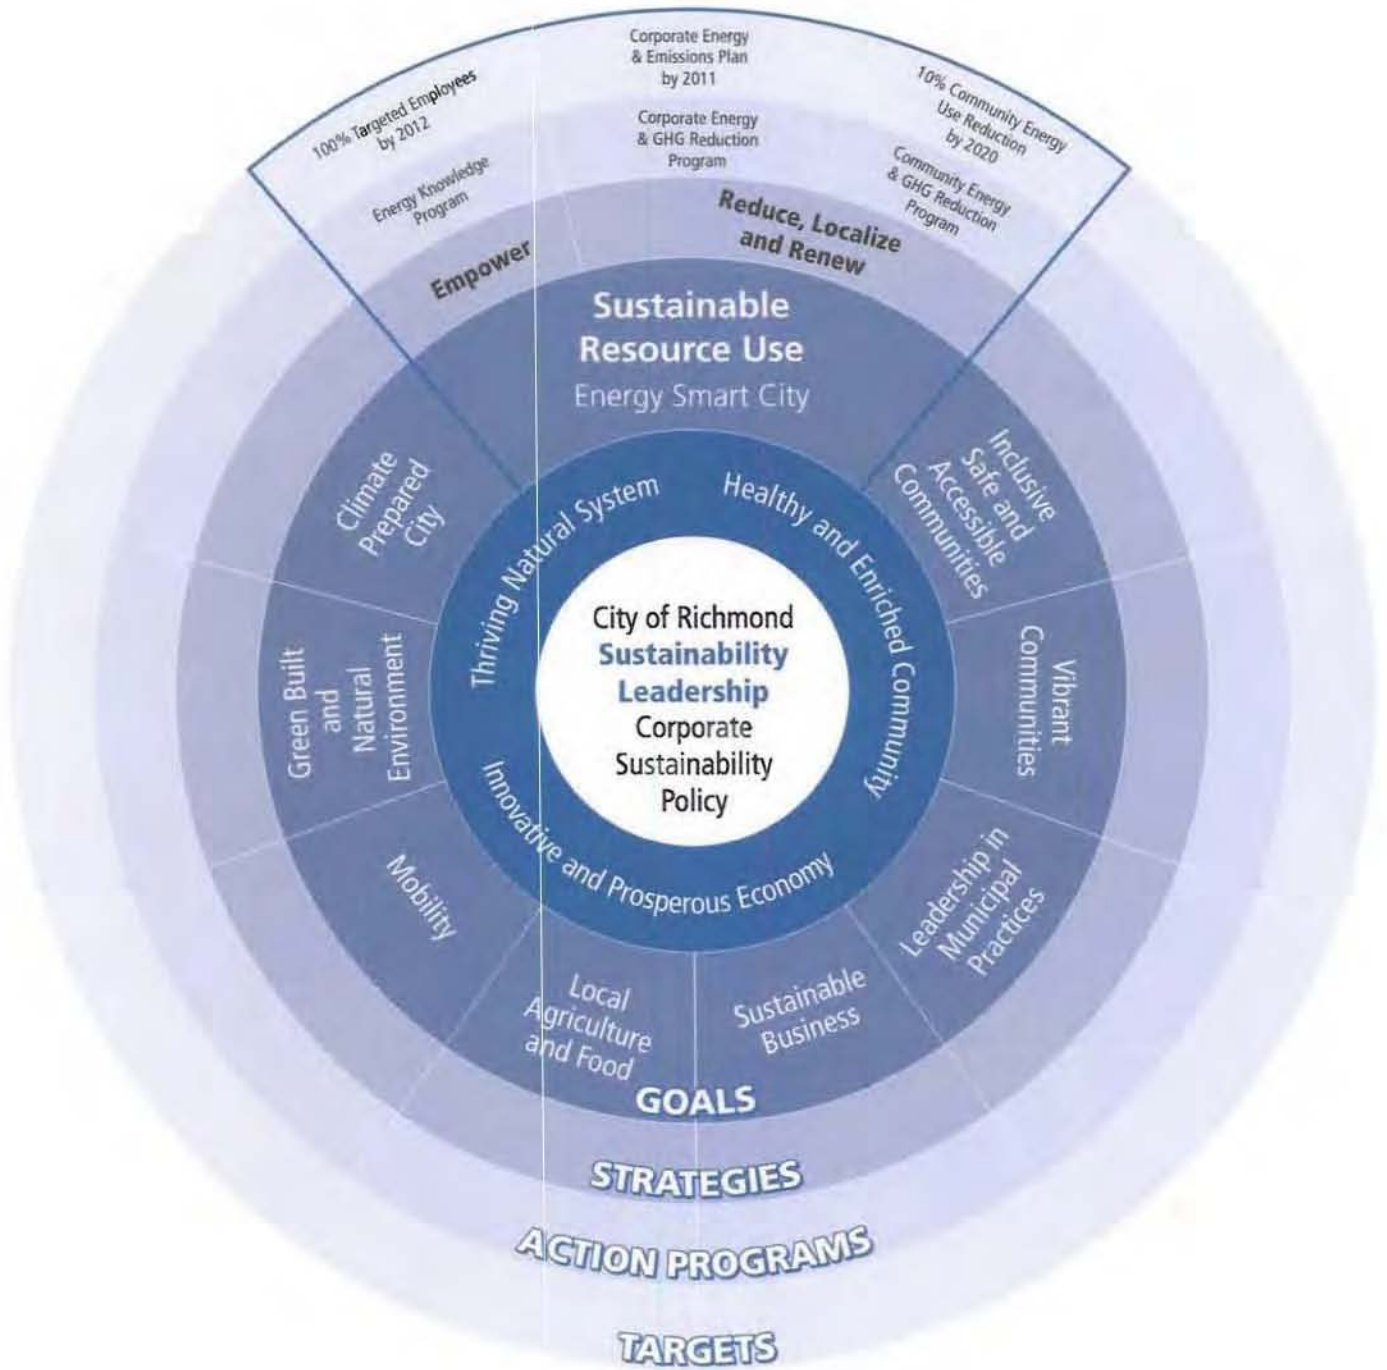 Corporate Energy
& Emissions Plan
by 2011
100% Targeted Employees
by 2012
10% Community Energy
Use Reduction
by 2020
Corporate Energy
& GHG Reduction
Program
Energy Knowledge
Program
Community Energy
& GHG Reduction
Program
Empower
Reduce, Localize
and Renew
Sustainable
Resource Use
Energy Smart City
Climate
Prepared
City
Inclusive
Safe and
Accessible
Communities
Thriving Natural System
Healthy and Enriched Community
City of Richmond
Sustainability
Leadership
Corporate
Sustainability
Policy
Green Built
and
Natural
Environment
Vibrant
Communities
Innovative and Prosperous Economy
Mobility
Leadership in
Municipal
Practices
Local
Agriculture
and Food
Sustainable
Business
GOALS
STRATEGIES
ACTION PROGRAMS
TARGETS